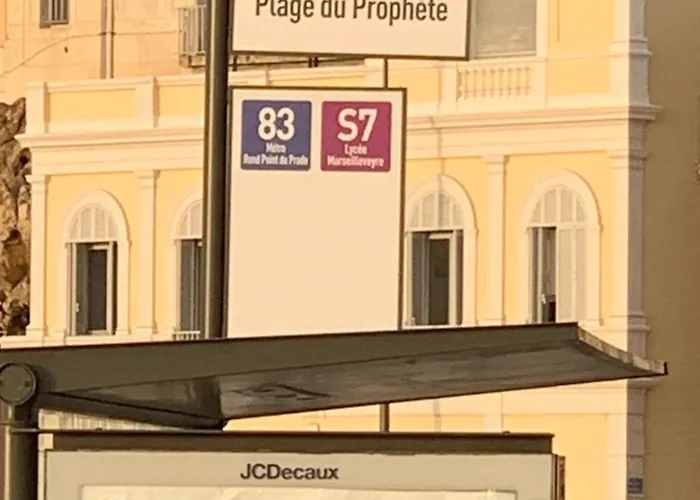 Plage du Prophète
83
Métro
Rond Point du Prado
S7
Lycée
Marseilleveyre
JCDecaux